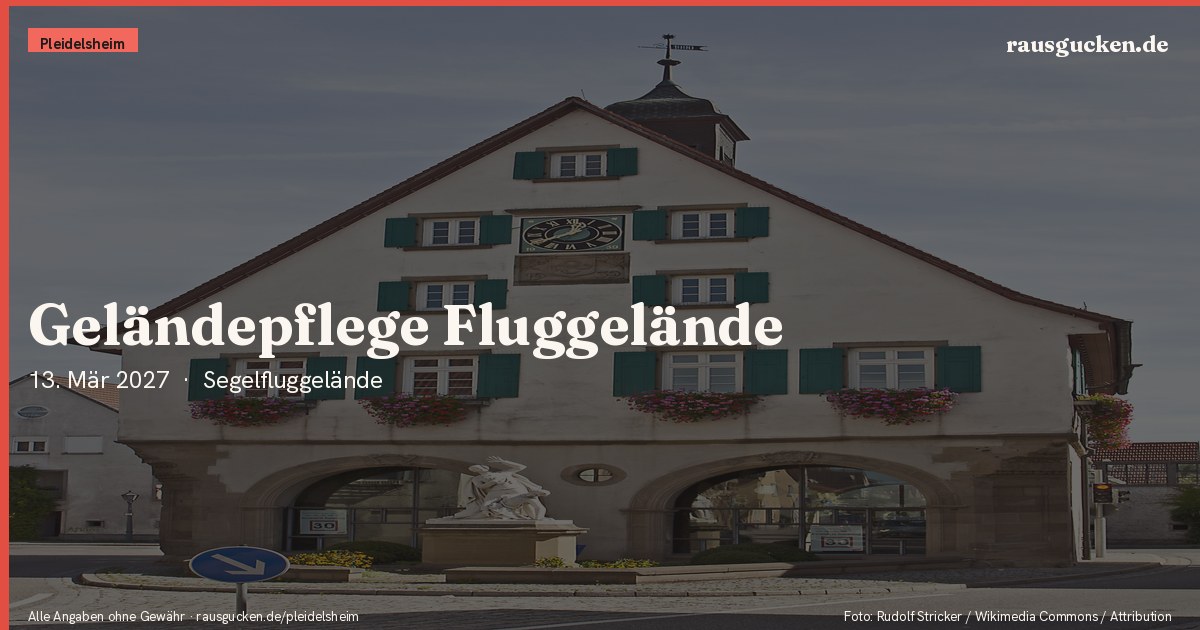 Pleidelsheim
rausgucken.de
Geländepflege Fluggelände
13. Mär 2027 · Segelfluggelände
30
Alle Angaben ohne Gewähr · rausgucken.de/pleidelsheim
Foto: Rudolf Stricker / Wikimedia Commons / Attribution